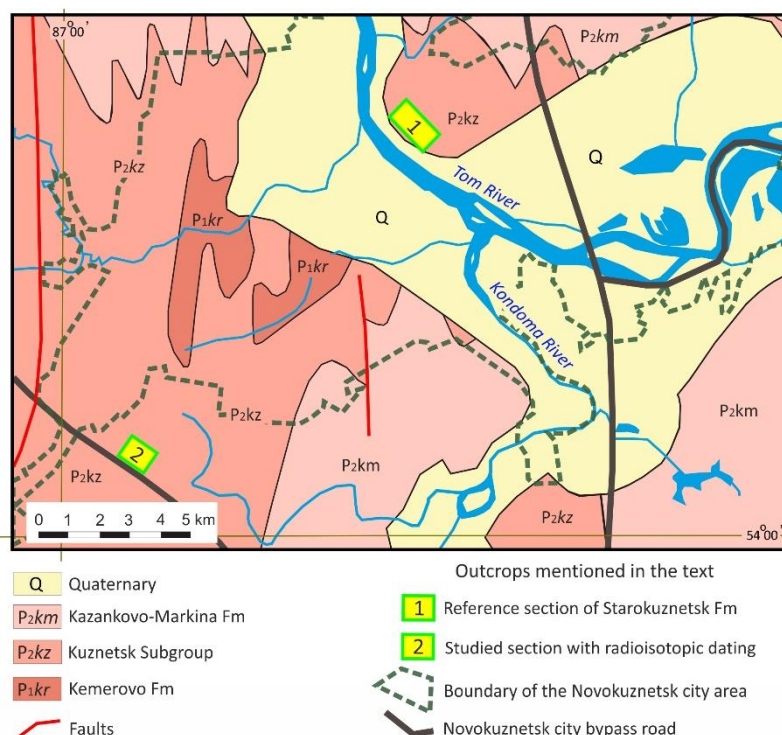 87°00'
P₂km
P₂kz
1
P₂kz
Q
Tom River
P₁kr
Q
P₁kr
Kondoma River
P₂kz
P₂km
2
P₂km
P₂kz
P₂kz
0 1 2 3 4 5 km
54°00'
Outcrops mentioned in the text
Q Quaternary
1 Reference section of Starokuznetsk Fm
P₂km Kazankovo-Markina Fm
P₂kz Kuznetsk Subgroup
2 Studied section with radioisotopic dating
P₁kr Kemerovo Fm
Boundary of the Novokuznetsk city area
Faults
Novokuznetsk city bypass road